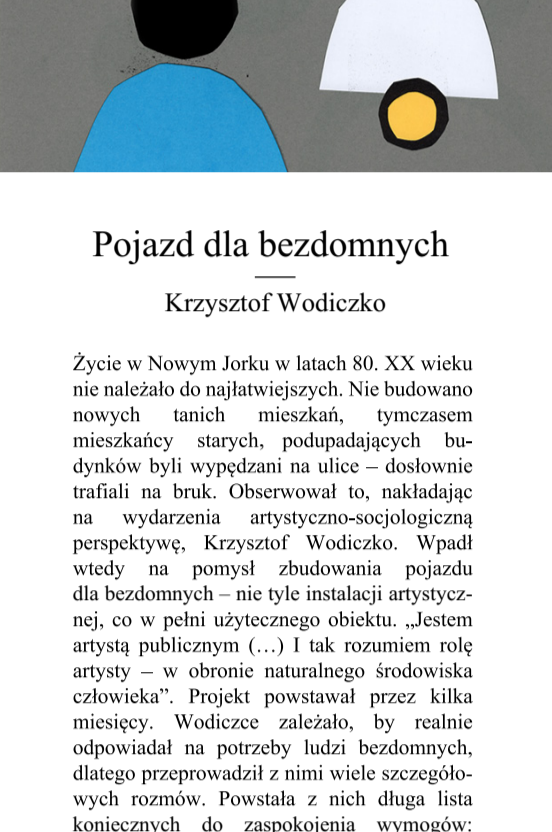 Pojazd dla bezdomnych
Krzysztof Wodiczko
Życie w Nowym Jorku w latach 80. XX wieku
nie należało do najłatwiejszych. Nie budowano
nowych tanich mieszkań, tymczasem
mieszkańcy starych, podupadających bu-
dynków byli wypędzani na ulice – dosłownie
trafiali na bruk. Obserwował to, nakładając
na wydarzenia artystyczno-socjologiczną
perspektywę, Krzysztof Wodiczko. Wpadł
wtedy na pomysł zbudowania pojazdu
dla bezdomnych – nie tyle instalacji artystycz-
nej, co w pełni użytecznego obiektu. „Jestem
artystą publicznym (…) I tak rozumiem rolę
artysty – w obronie naturalnego środowiska
człowieka”. Projekt powstawał przez kilka
miesięcy. Wodiczce zależało, by realnie
odpowiadał na potrzeby ludzi bezdomnych,
dlatego przeprowadził z nimi wiele szczegóło-
wych rozmów. Powstała z nich długa lista
koniecznych do zaspokojenia wymogów: